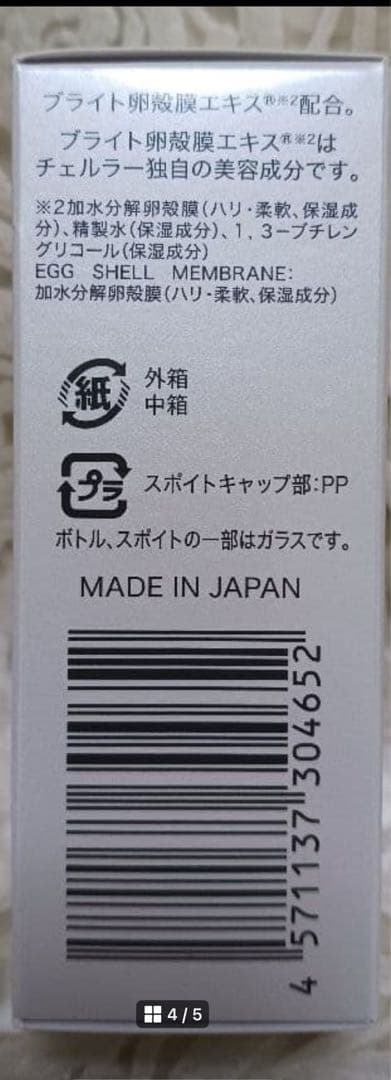 ブライト卵殻膜エキス®※2配合。
ブライト卵殻膜エキス®※2は
チェルラー独自の美容成分です。
※2加水分解卵殻膜(ハリ・柔軟、保湿成
分)、精製水(保湿成分)、1,3ーブチレン
グリコール(保湿成分)
EGG SHELL MEMBRANE:
加水分解卵殻膜(ハリ・柔軟、保湿成分)
紙
外箱
中箱
プラ
スポイトキャップ部:PP
ボトル、スポイトの一部はガラスです。
MADE IN JAPAN
4571137304652
4/5